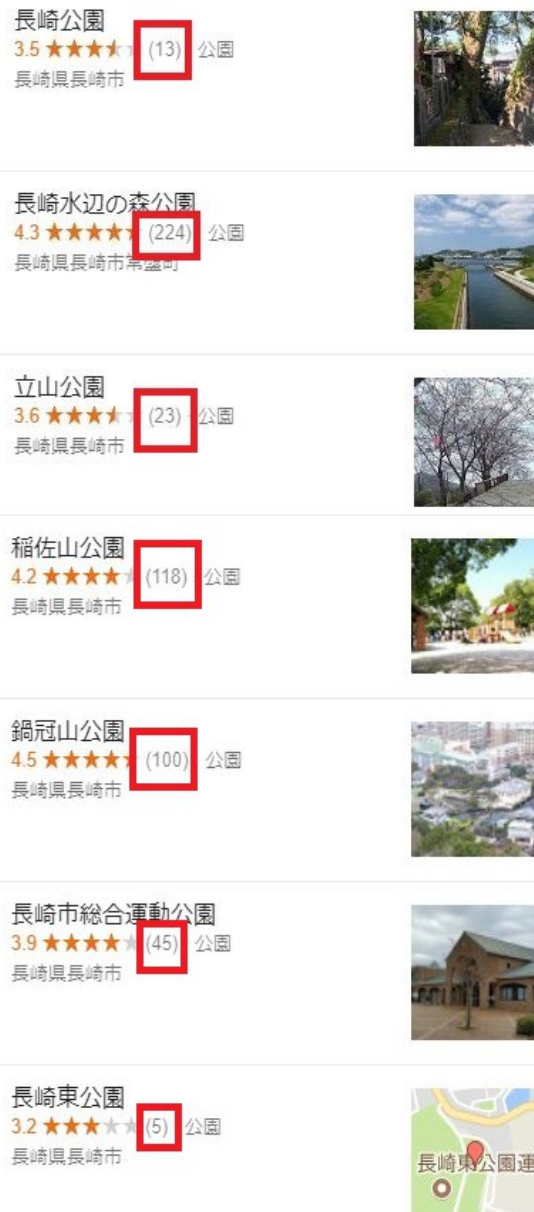 長崎公園
3.5 (13) 公園
長崎県長崎市
長崎水辺の森公園
4.3 (224) 公園
長崎県長崎市常盤町
立山公園
3.6 (23) · 公園
長崎県長崎市
稲佐山公園
4.2 (118) 公園
長崎県長崎市
鍋冠山公園
4.5 (100) 公園
長崎県長崎市
長崎市総合運動公園
3.9 (45) 公園
長崎県長崎市
長崎東公園
3.2 (5) 公園
長崎県長崎市
長崎東公園運